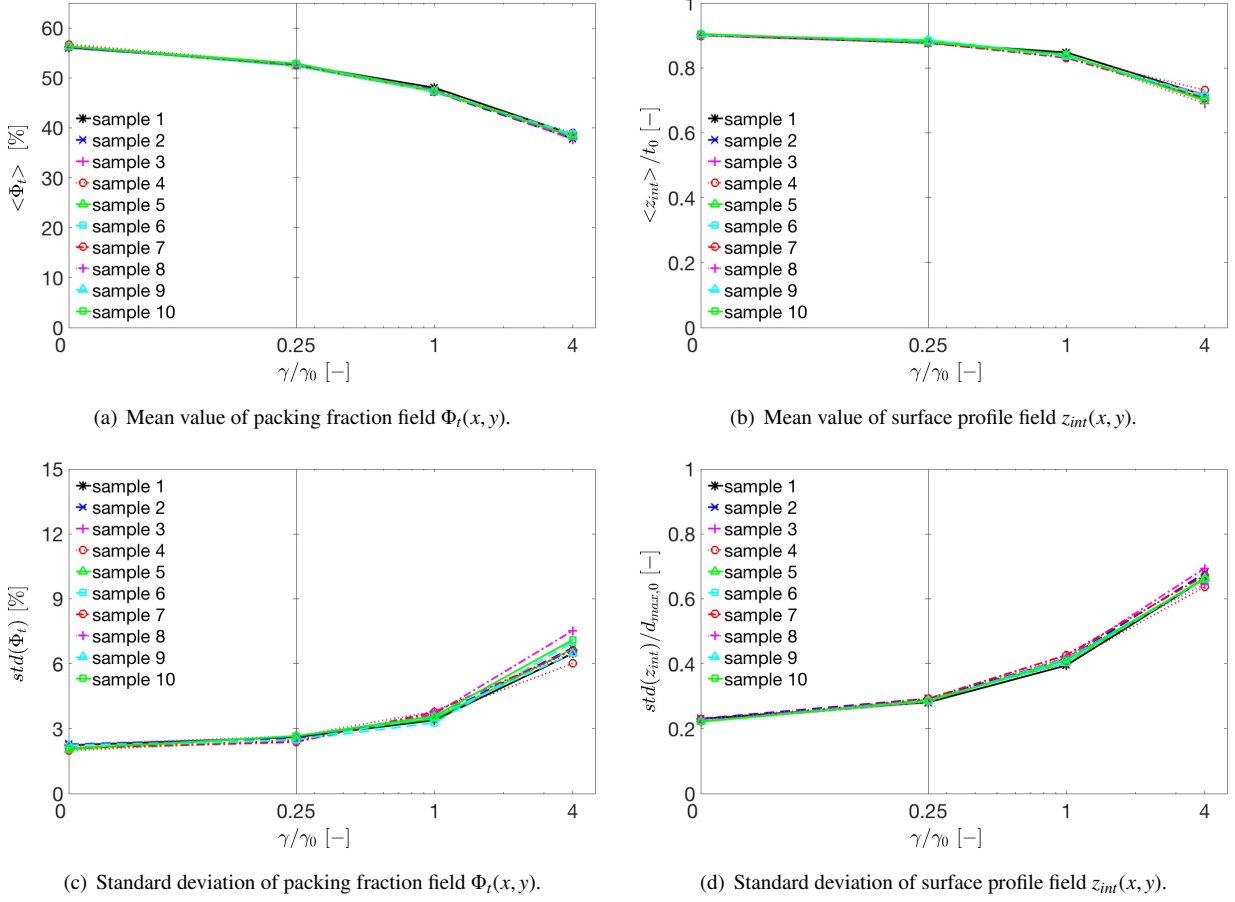 60
50
40
30
20
10
0
<Φt> [%]
sample 1
sample 2
sample 3
sample 4
sample 5
sample 6
sample 7
sample 8
sample 9
sample 10
0 0.25 1 4
γ/γ0 [−]
(a) Mean value of packing fraction field Φt(x, y).
1
0.8
0.6
0.4
0.2
0
<zint>/t0 [−]
sample 1
sample 2
sample 3
sample 4
sample 5
sample 6
sample 7
sample 8
sample 9
sample 10
0 0.25 1 4
γ/γ0 [−]
(b) Mean value of surface profile field zint(x, y).
15
12
9
6
3
0
std(Φt) [%]
sample 1
sample 2
sample 3
sample 4
sample 5
sample 6
sample 7
sample 8
sample 9
sample 10
0 0.25 1 4
γ/γ0 [−]
(c) Standard deviation of packing fraction field Φt(x, y).
1
0.8
0.6
0.4
0.2
0
std(zint)/dmax,0 [−]
sample 1
sample 2
sample 3
sample 4
sample 5
sample 6
sample 7
sample 8
sample 9
sample 10
0 0.25 1 4
γ/γ0 [−]
(d) Standard deviation of surface profile field zint(x, y).